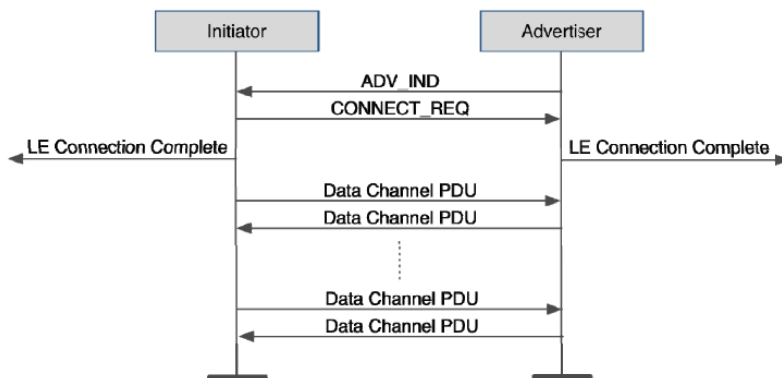 Initiator
Advertiser
ADV_IND
CONNECT_REQ
LE Connection Complete
LE Connection Complete
Data Channel PDU
Data Channel PDU
Data Channel PDU
Data Channel PDU